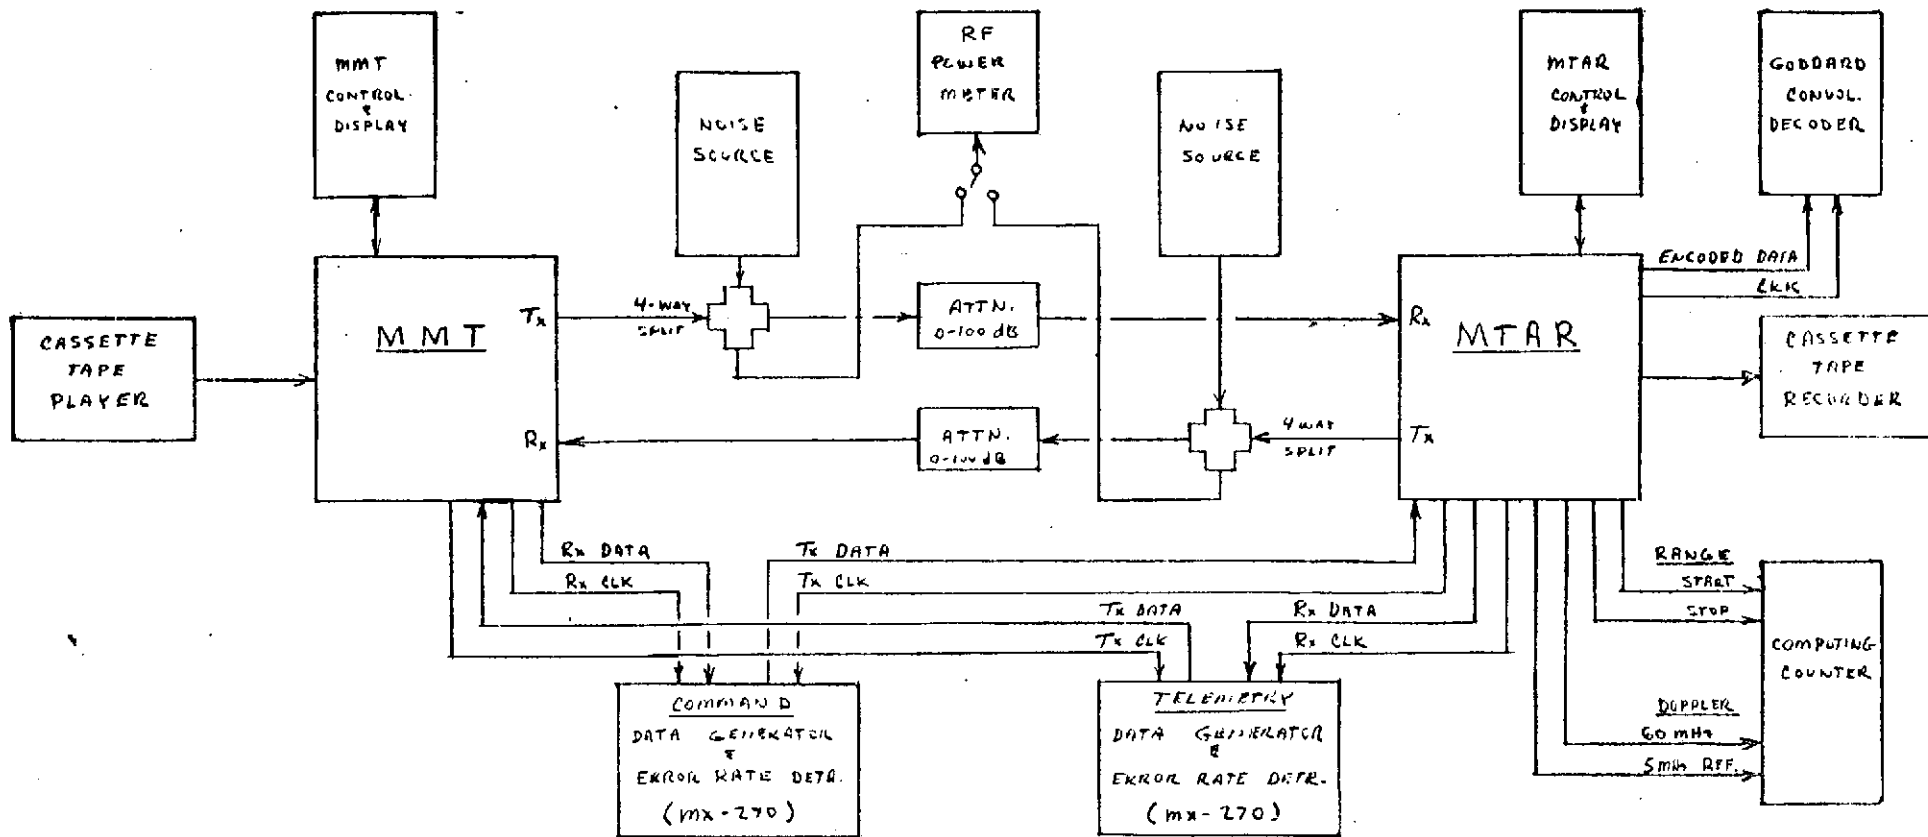 MMT
CONTROL
&
DISPLAY
NOISE
SOURCE
RF
POWER
METER
NOISE
SOURCE
MTAR
CONTROL
&
DISPLAY
GODDARD
CONVOL.
DECODER
ENCODED DATA
CLK
CASSETTE
TAPE
PLAYER
MMT
Tx
4-WAY
SPLIT
ATTN.
0-100 dB
Rx
MTAR
CASSETTE
TAPE
RECORDER
Rx
ATTN.
0-100 dB
4 WAY
SPLIT
Tx
Rx DATA
Rx CLK
Tx DATA
Tx CLK
Tx DATA
Tx CLK
Rx DATA
Rx CLK
RANGE
START
STOP
COMPUTING
COUNTER
DOPPLER
60 MHz
5 MHz REF.
COMMAND
DATA GENERATOR
&
ERROR RATE DETR.
(MX-270)
TELEMETRY
DATA GENERATOR
&
ERROR RATE DETR.
(MX-270)